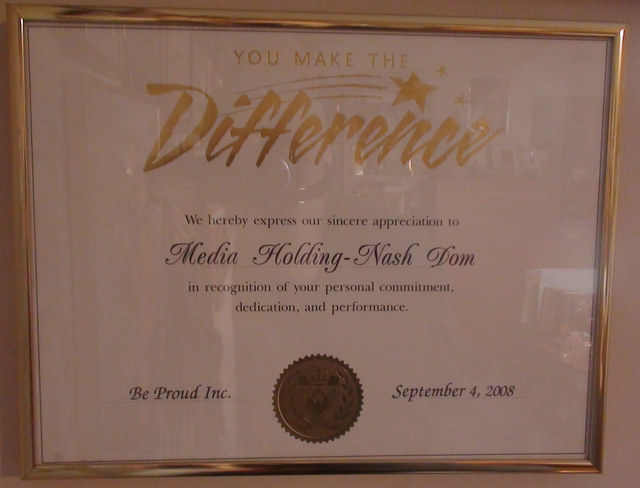 YOU MAKE THE
Difference
We hereby express our sincere appreciation to
Media Holding-Nash Dom
in recognition of your personal commitment,
dedication, and performance.
Be Proud Inc.
September 4, 2008